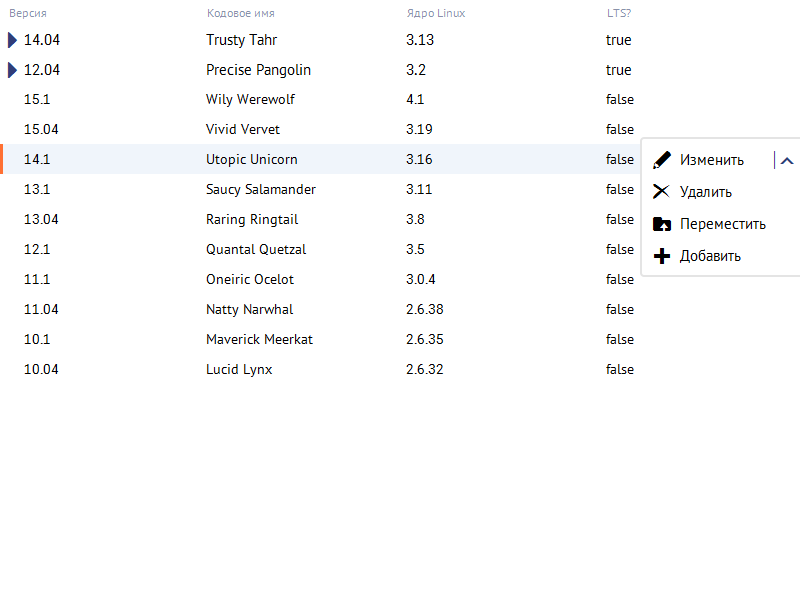 Версия Кодовое имя Ядро Linux LTS?
14.04 Trusty Tahr 3.13 true
12.04 Precise Pangolin 3.2 true
15.1 Wily Werewolf 4.1 false
15.04 Vivid Vervet 3.19 false
14.1 Utopic Unicorn 3.16 false
13.1 Saucy Salamander 3.11 false
13.04 Raring Ringtail 3.8 false
12.1 Quantal Quetzal 3.5 false
11.1 Oneiric Ocelot 3.0.4 false
11.04 Natty Narwhal 2.6.38 false
10.1 Maverick Meerkat 2.6.35 false
10.04 Lucid Lynx 2.6.32 false
Изменить
Удалить
Переместить
Добавить